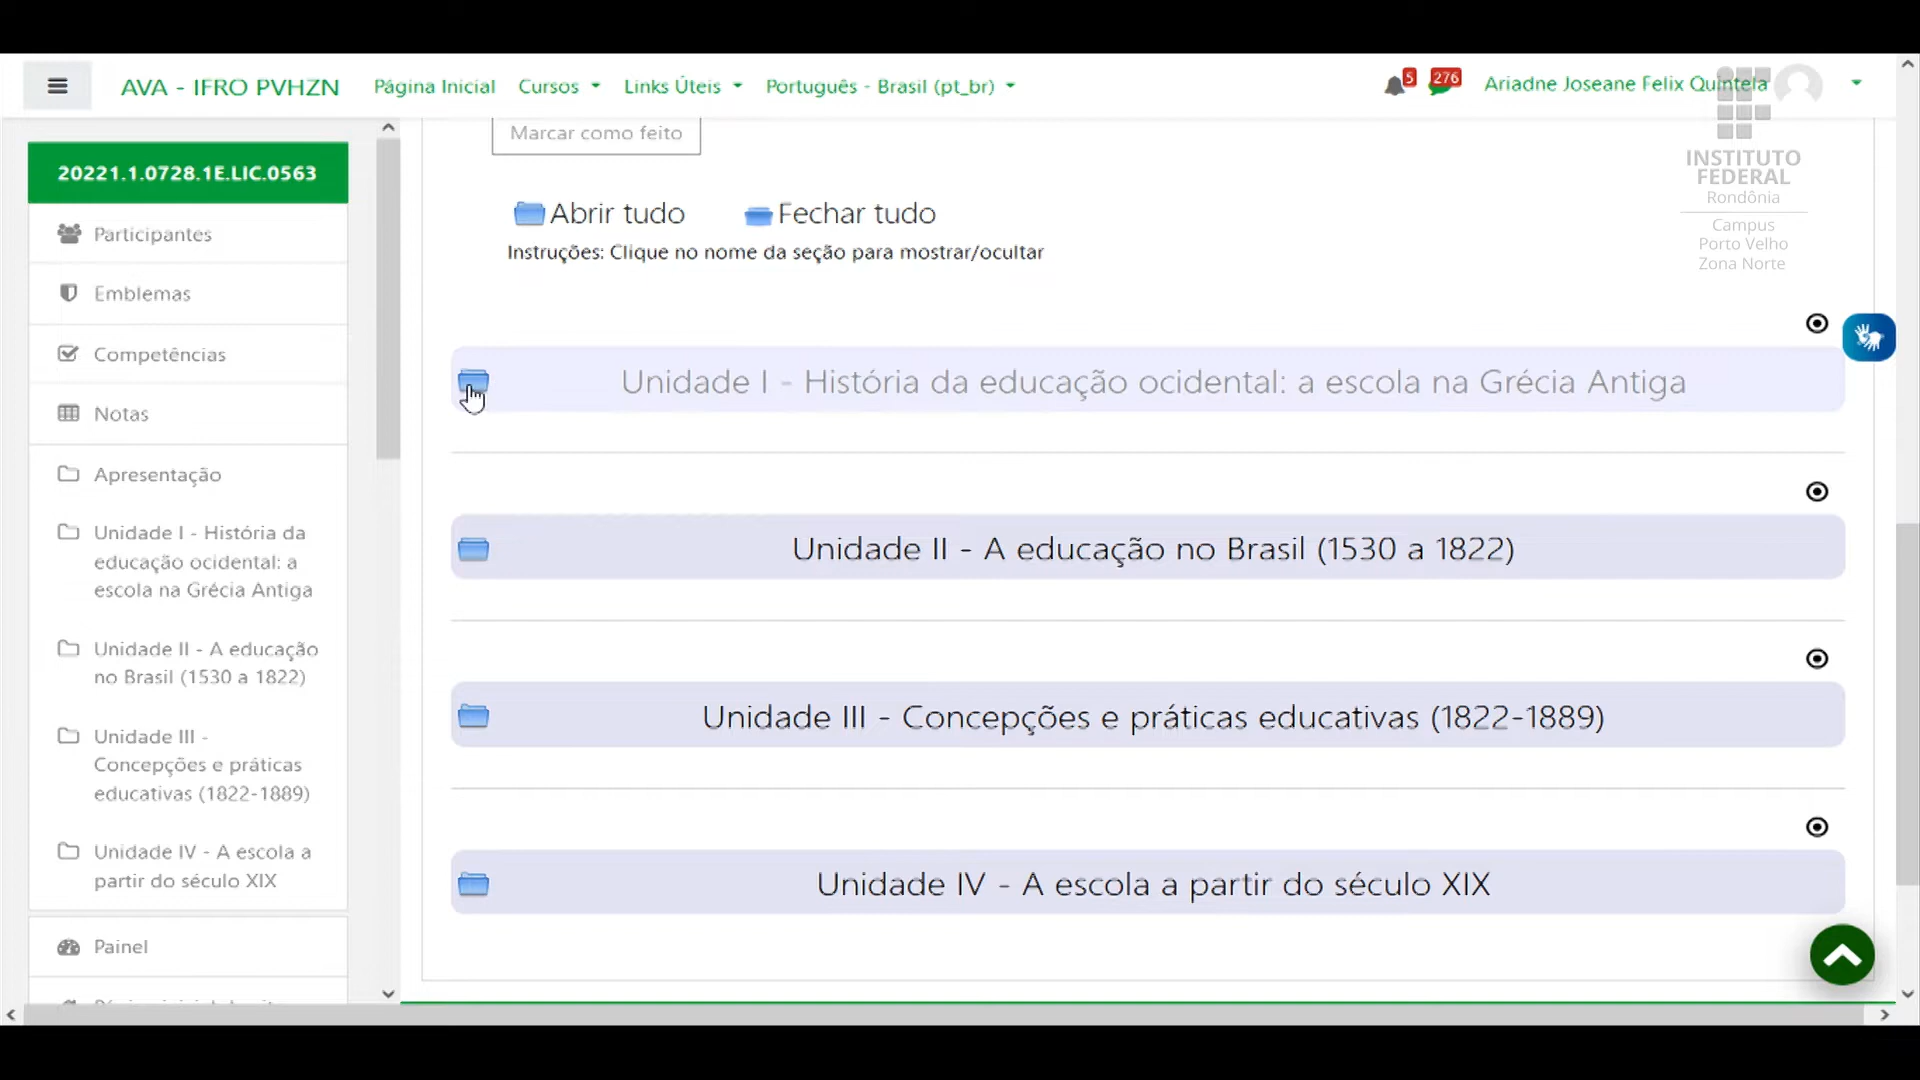 AVA - IFRO PVHZN
Página Inicial
Cursos
Links Úteis
Português - Brasil (pt_br)
5
276
Ariadne Joseane Felix Quintela
INSTITUTO
FEDERAL
Rondônia
Campus
Porto Velho
Zona Norte
20221.1.0728.1E.LIC.0563
Participantes
Emblemas
Competências
Notas
Apresentação
Unidade I - História da
educação ocidental: a
escola na Grécia Antiga
Unidade II - A educação
no Brasil (1530 a 1822)
Unidade III -
Concepções e práticas
educativas (1822-1889)
Unidade IV - A escola a
partir do século XIX
Painel
Marcar como feito
Abrir tudo
Fechar tudo
Instruções: Clique no nome da seção para mostrar/ocultar
Unidade I - História da educação ocidental: a escola na Grécia Antiga
Unidade II - A educação no Brasil (1530 a 1822)
Unidade III - Concepções e práticas educativas (1822-1889)
Unidade IV - A escola a partir do século XIX